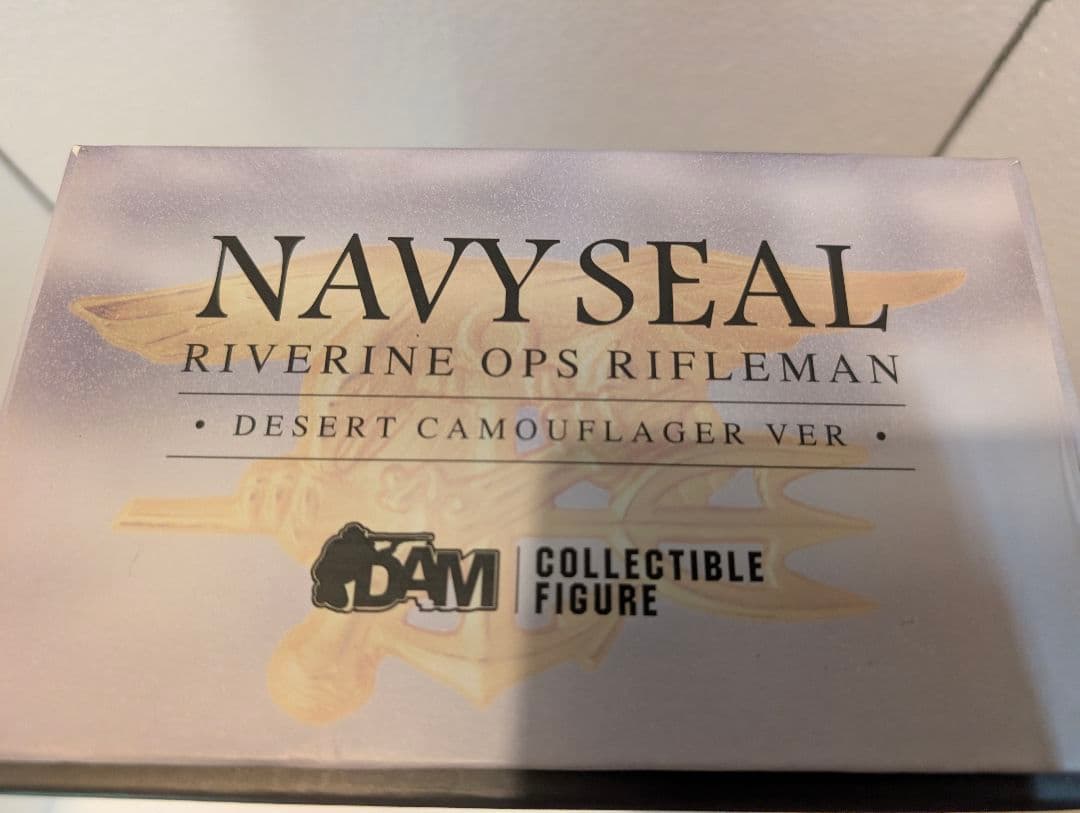 NAVY SEAL
RIVERINE OPS RIFLEMAN
• DESERT CAMOUFLAGER VER •
DAM
COLLECTIBLE
FIGURE